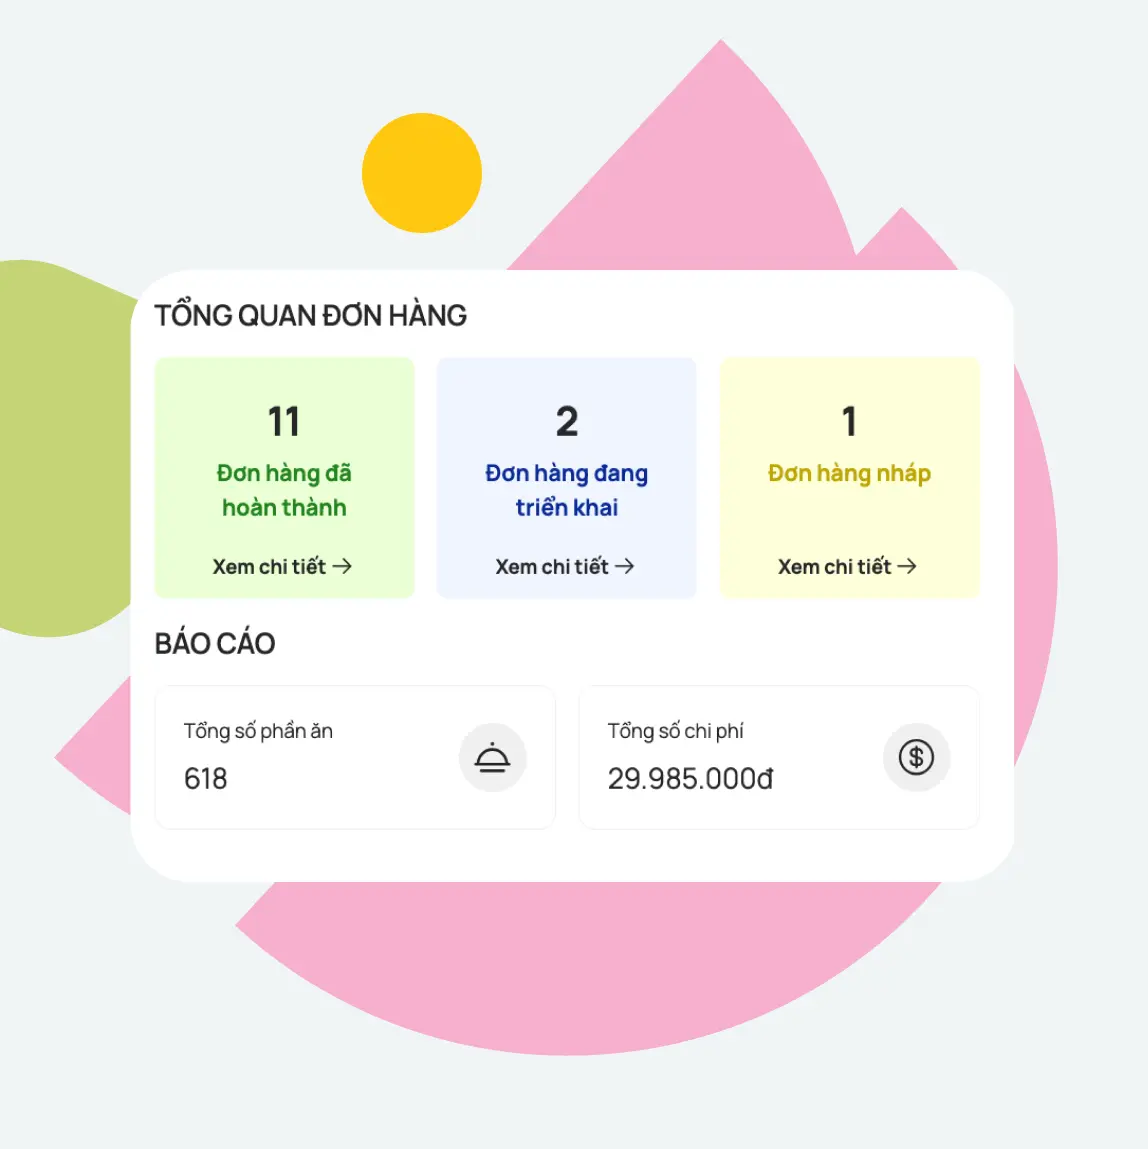 TỔNG QUAN ĐƠN HÀNG
11
Đơn hàng đã
hoàn thành
Xem chi tiết →
2
Đơn hàng đang
triển khai
Xem chi tiết →
1
Đơn hàng nháp
Xem chi tiết →
BÁO CÁO
Tổng số phần ăn
618
Tổng số chi phí
29.985.000đ
$